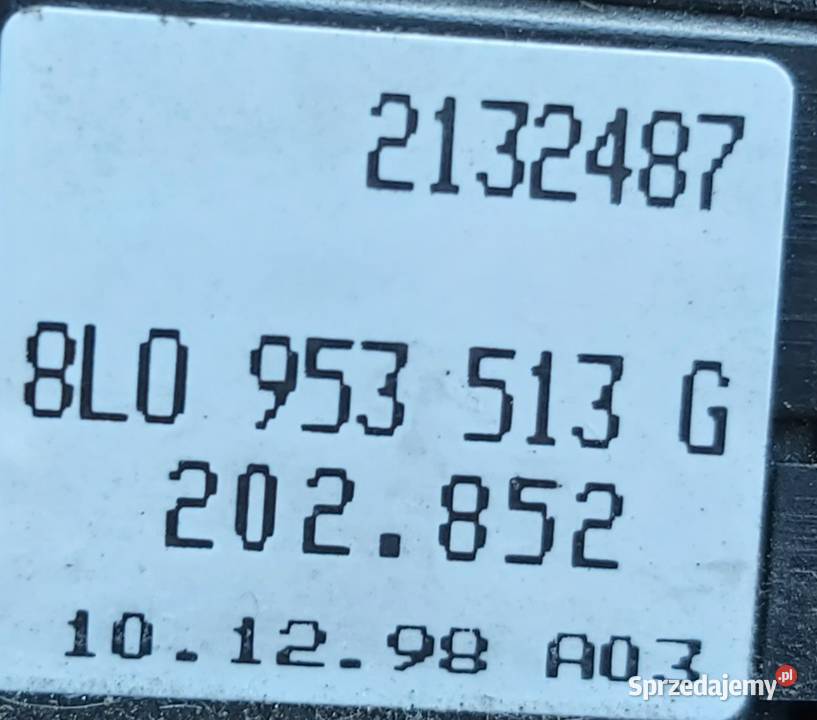 2132487
8L0 953 513 G
202.852
10.12.98 A03
Sprzedajemy.pl